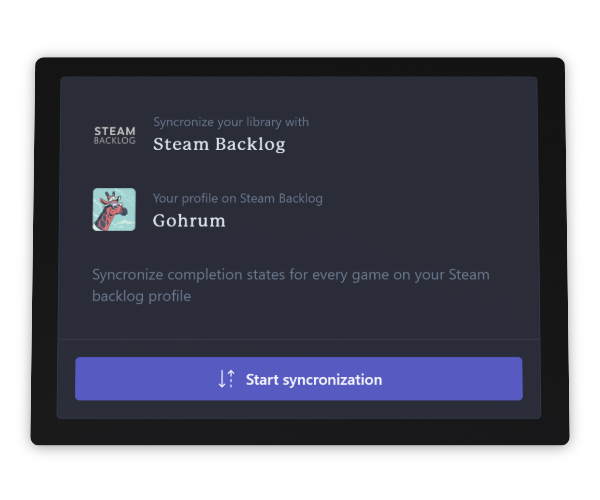 STEAM
BACKLOG
Syncronize your library with
Steam Backlog
Your profile on Steam Backlog
Gohrum
Syncronize completion states for every game on your Steam
backlog profile
Start syncronization